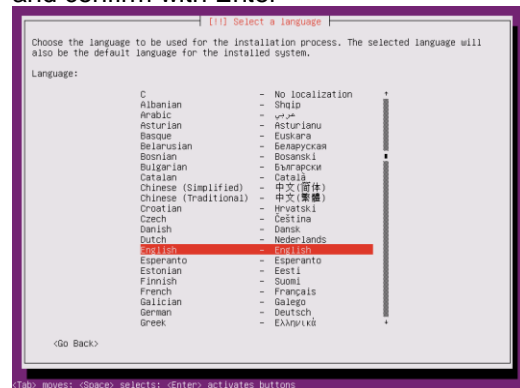 and confirm with Enter
[!!] Select a language
Choose the language to be used for the installation process. The selected language will
also be the default language for the installed system.
Language:
C - No localization
Albanian - Shqip
Arabic - عربي
Asturian - Asturianu
Basque - Euskara
Belarusian - Беларуская
Bosnian - Bosanski
Bulgarian - Български
Catalan - Català
Chinese (Simplified) - 中文(简体)
Chinese (Traditional) - 中文(繁體)
Croatian - Hrvatski
Czech - Čeština
Danish - Dansk
Dutch - Nederlands
English - English
Esperanto - Esperanto
Estonian - Eesti
Finnish - Suomi
French - Français
Galician - Galego
German - Deutsch
Greek - Ελληνικά
<Go Back>
<Tab> moves; <Space> selects; <Enter> activates buttons